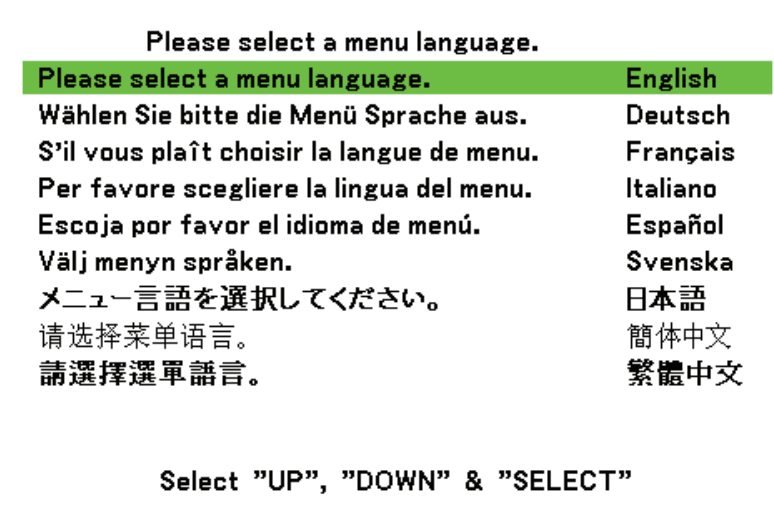 Please select a menu language.
Please select a menu language. English
Wählen Sie bitte die Menü Sprache aus. Deutsch
S'il vous plaît choisir la langue de menu. Français
Per favore scegliere la lingua del menu. Italiano
Escoja por favor el idioma de menú. Español
Välj menyn språken. Svenska
メニュー言語を選択してください。 日本語
请选择菜单语言。 簡体中文
請選擇選單語言。 繁體中文
Select "UP", "DOWN" & "SELECT"